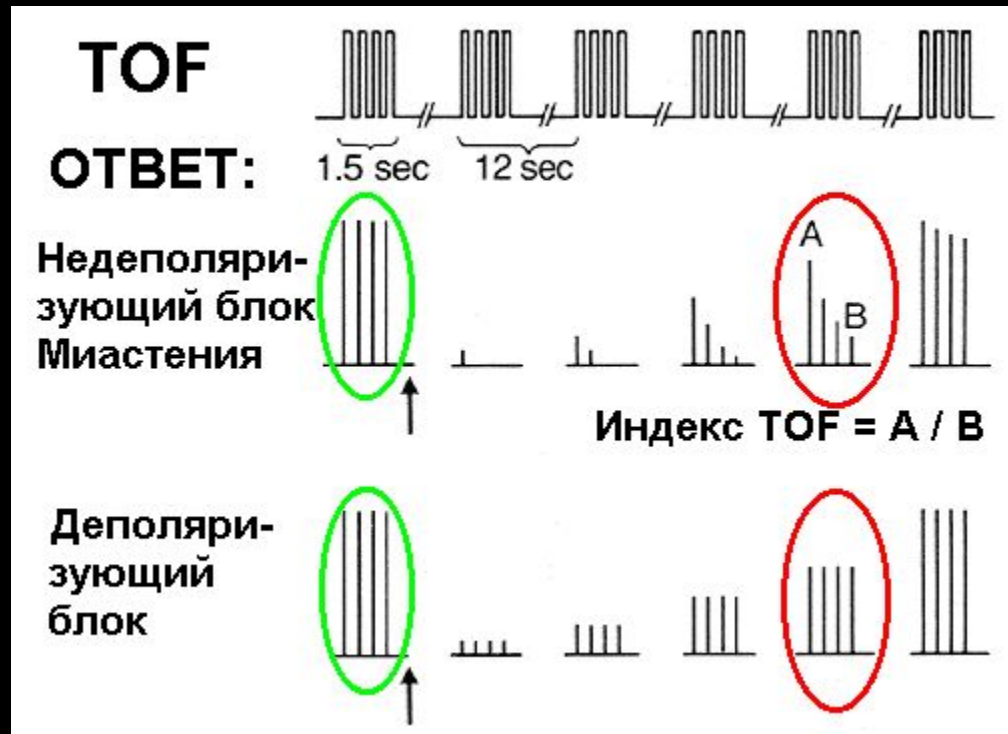 TOF
ОТВЕТ:
1.5 sec 12 sec
Недеполяри-
зующий блок
Миастения
A
B
Индекс TOF = A / B
Деполяри-
зующий
блок